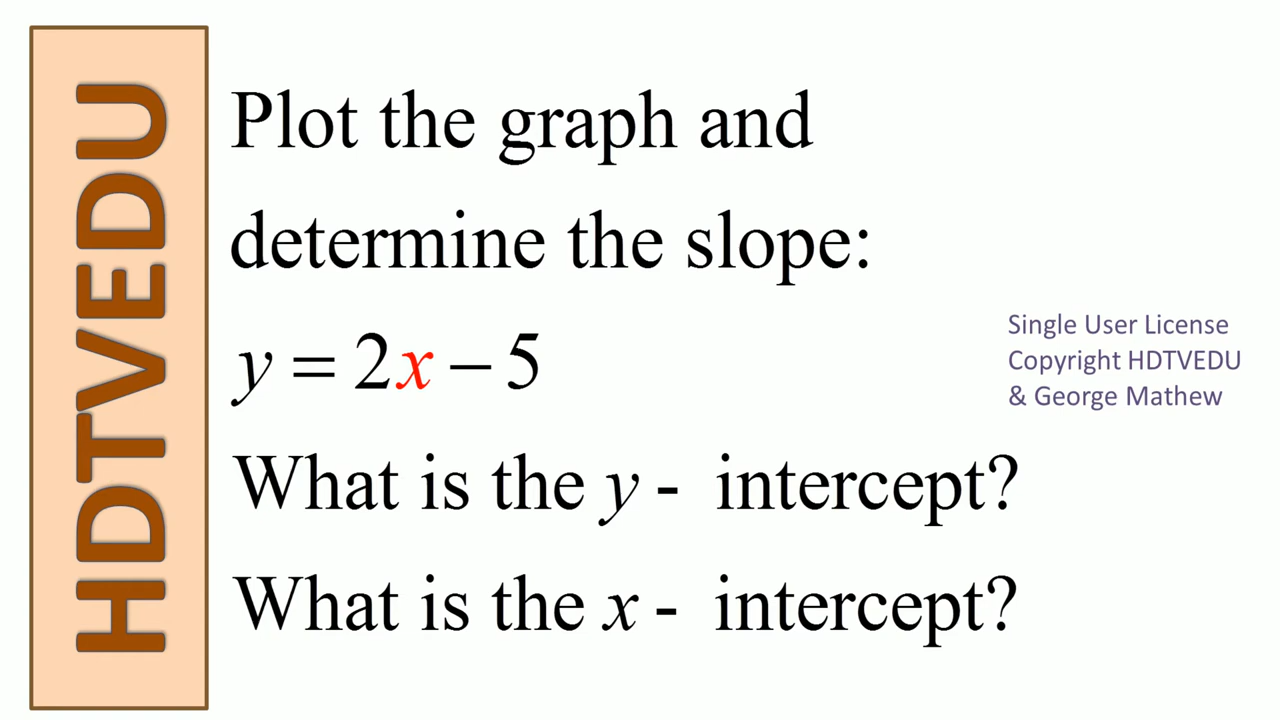 HDTVEDU
Plot the graph and
determine the slope:
y = 2x − 5
What is the y - intercept?
What is the x - intercept?
Single User License
Copyright HDTVEDU
& George Mathew